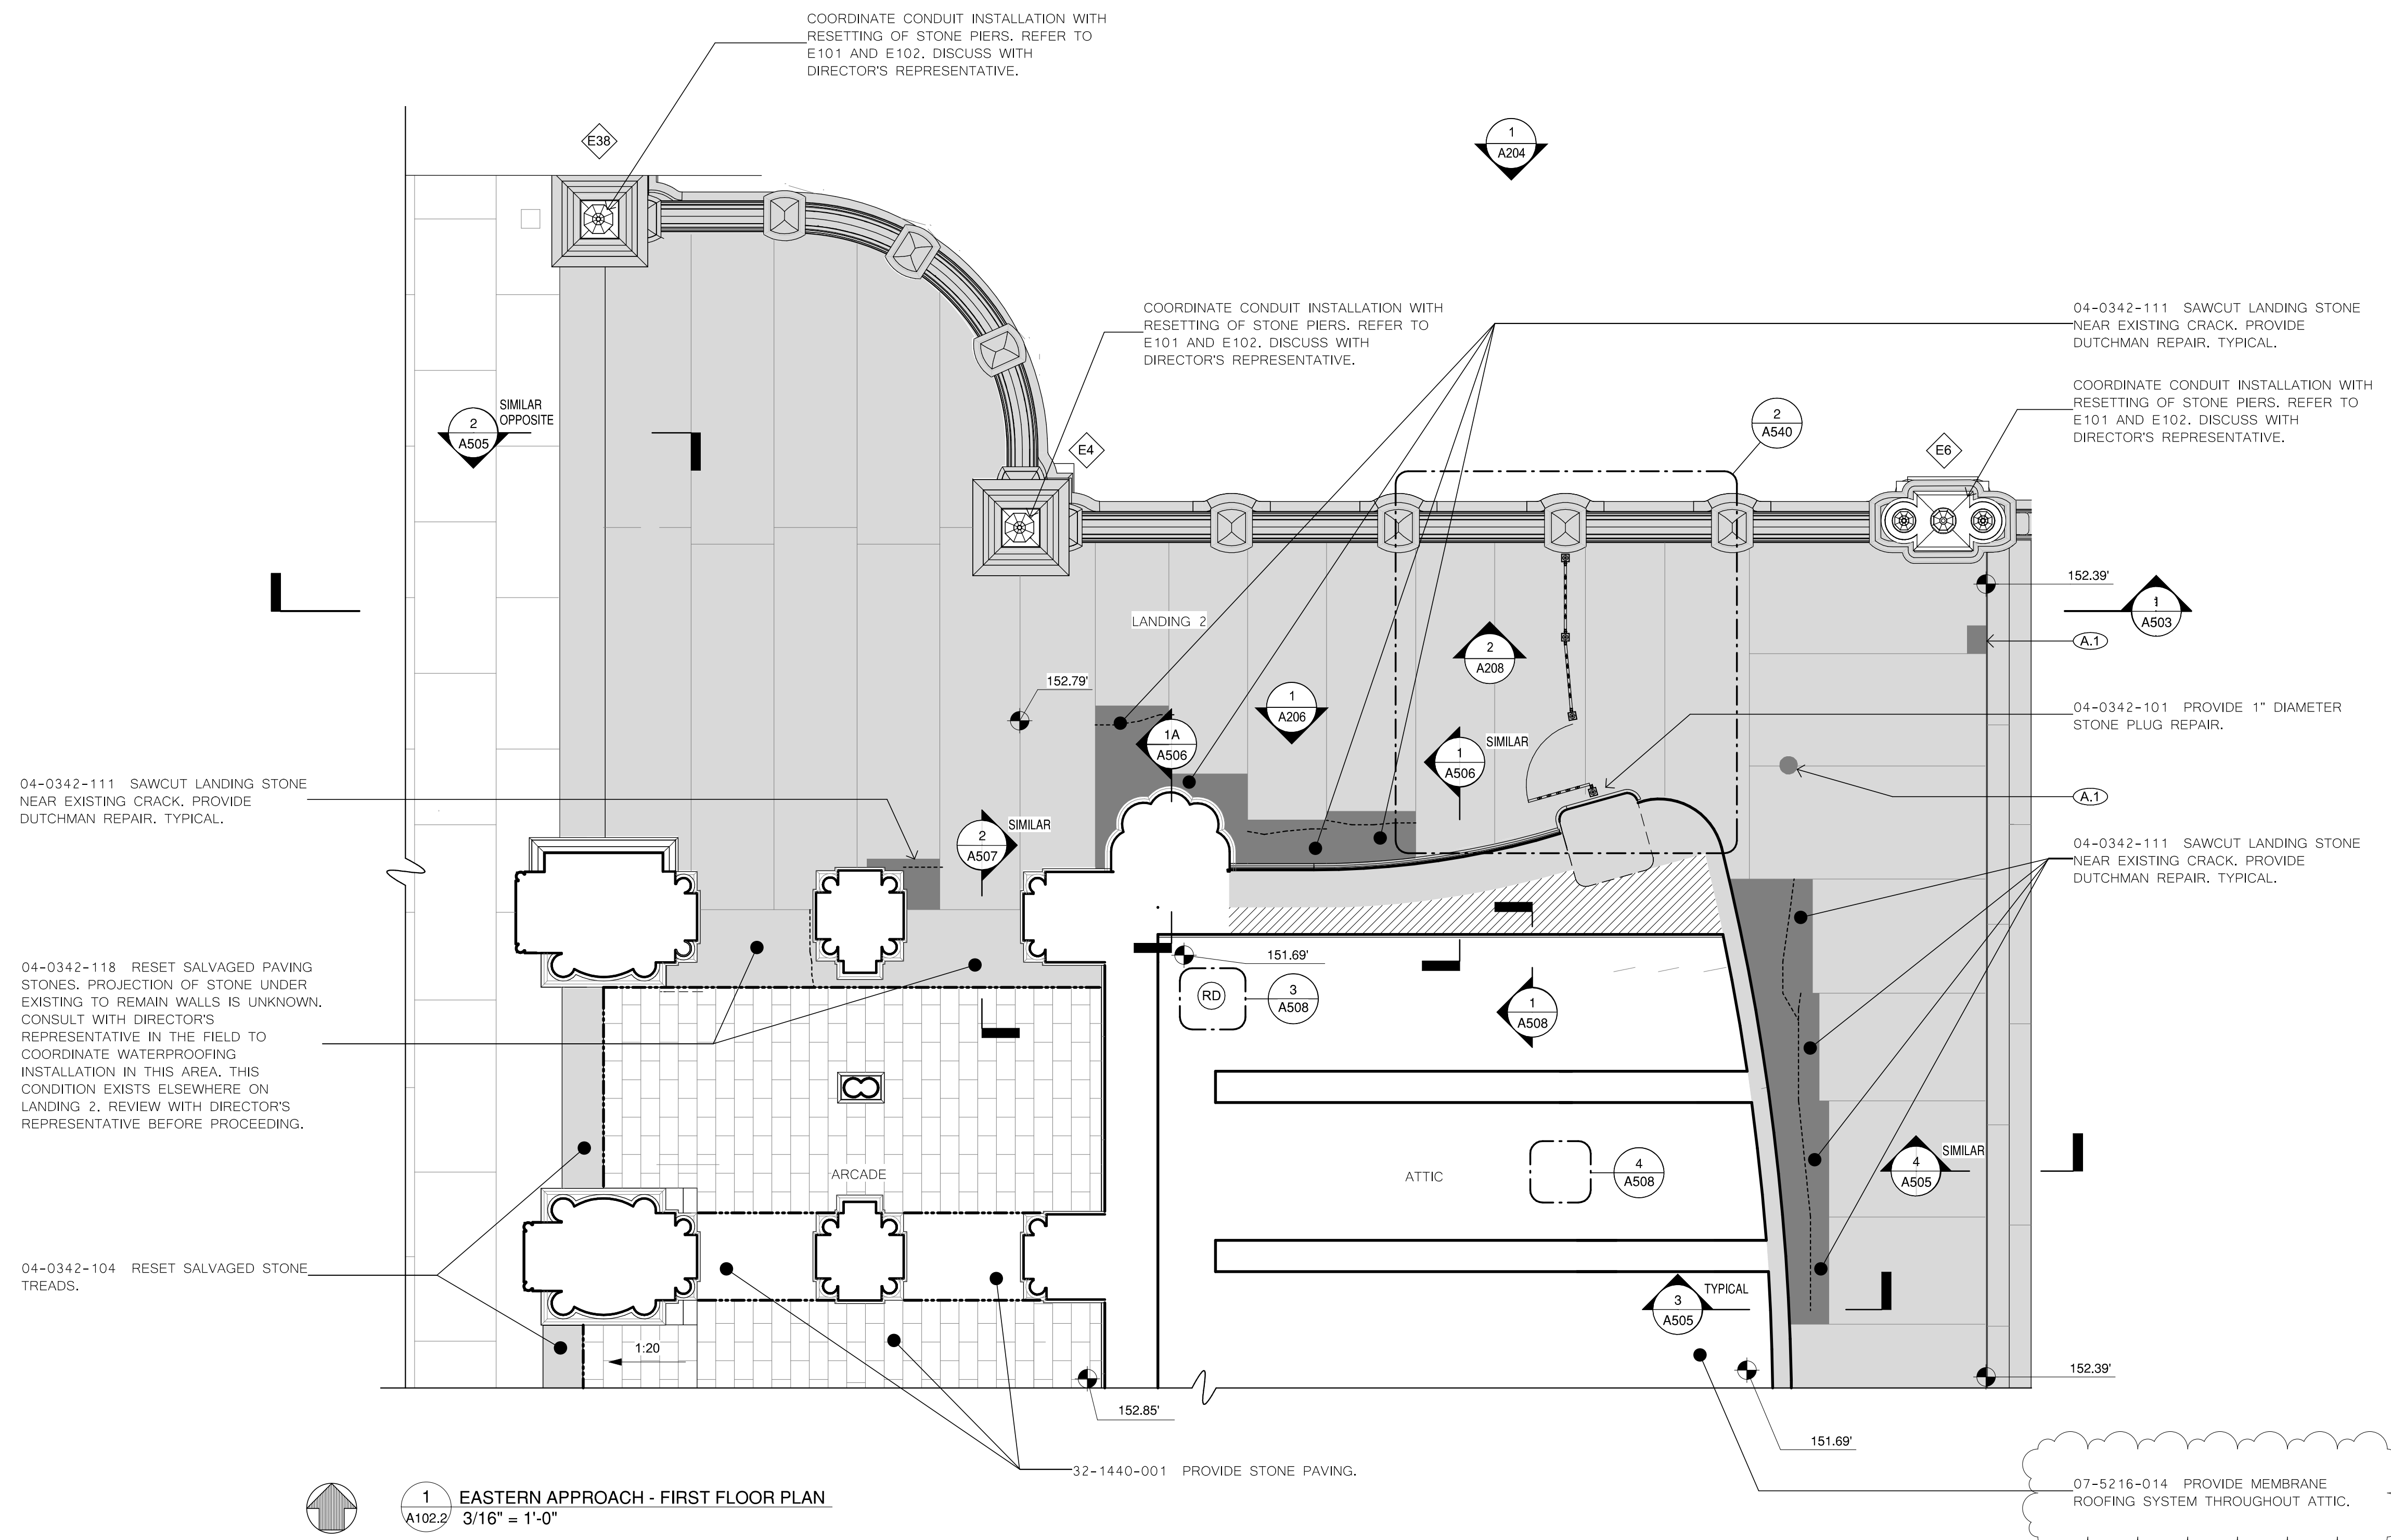 COORDINATE CONDUIT INSTALLATION WITH
RESETTING OF STONE PIERS. REFER TO
E101 AND E102. DISCUSS WITH
DIRECTOR'S REPRESENTATIVE.
E38
1
A204
COORDINATE CONDUIT INSTALLATION WITH
RESETTING OF STONE PIERS. REFER TO
E101 AND E102. DISCUSS WITH
DIRECTOR'S REPRESENTATIVE.
04-0342-111 SAWCUT LANDING STONE
NEAR EXISTING CRACK. PROVIDE
DUTCHMAN REPAIR. TYPICAL.
COORDINATE CONDUIT INSTALLATION WITH
RESETTING OF STONE PIERS. REFER TO
E101 AND E102. DISCUSS WITH
DIRECTOR'S REPRESENTATIVE.
2
A505
SIMILAR
OPPOSITE
E4
2
A540
E6
152.39'
1
A503
A.1
LANDING 2
2
A208
152.79'
1
A206
1A
A506
1
A506
SIMILAR
04-0342-101 PROVIDE 1" DIAMETER
STONE PLUG REPAIR.
A.1
04-0342-111 SAWCUT LANDING STONE
NEAR EXISTING CRACK. PROVIDE
DUTCHMAN REPAIR. TYPICAL.
2
A507
SIMILAR
04-0342-111 SAWCUT LANDING STONE
NEAR EXISTING CRACK. PROVIDE
DUTCHMAN REPAIR. TYPICAL.
04-0342-118 RESET SALVAGED PAVING
STONES. PROJECTION OF STONE UNDER
EXISTING TO REMAIN WALLS IS UNKNOWN.
CONSULT WITH DIRECTOR'S
REPRESENTATIVE IN THE FIELD TO
COORDINATE WATERPROOFING
INSTALLATION IN THIS AREA. THIS
CONDITION EXISTS ELSEWHERE ON
LANDING 2. REVIEW WITH DIRECTOR'S
REPRESENTATIVE BEFORE PROCEEDING.
151.69'
RD
3
A508
1
A508
ARCADE
ATTIC
4
A508
4
A505
SIMILAR
04-0342-104 RESET SALVAGED STONE
TREADS.
3
A505
TYPICAL
1:20
152.85'
152.39'
151.69'
32-1440-001 PROVIDE STONE PAVING.
07-5216-014 PROVIDE MEMBRANE
ROOFING SYSTEM THROUGHOUT ATTIC.
1
A102.2
EASTERN APPROACH - FIRST FLOOR PLAN
3/16" = 1'-0"